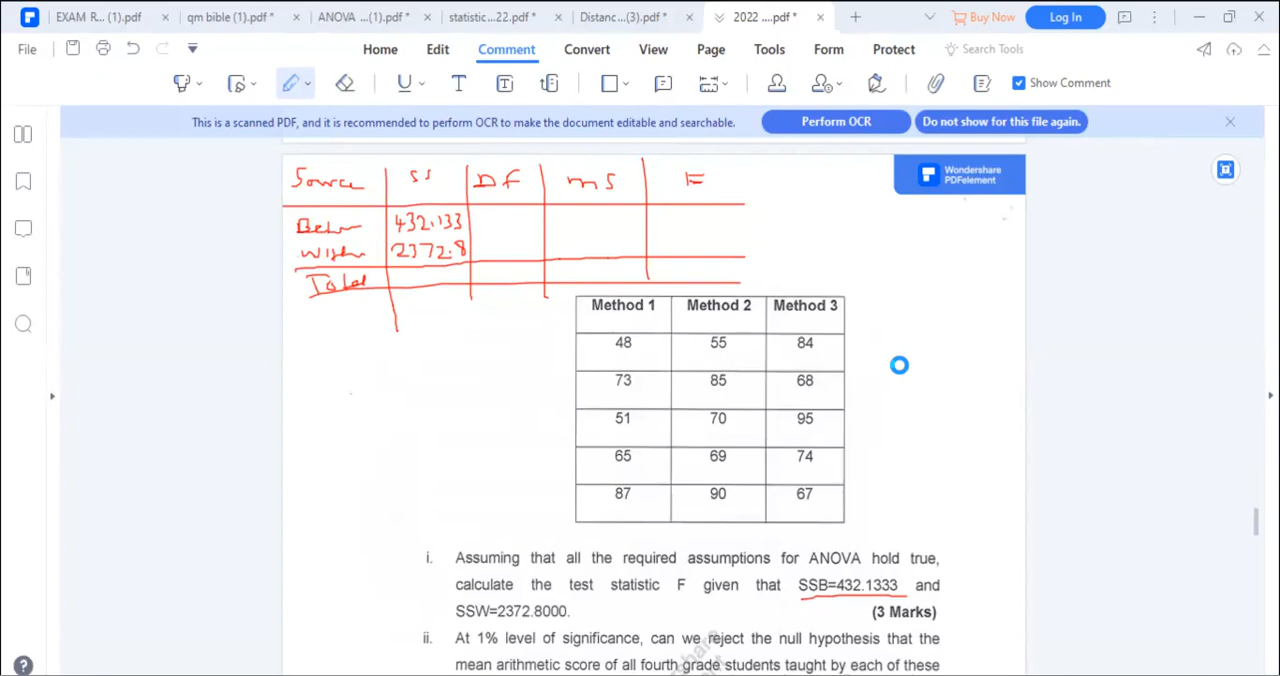 EXAM R... (1).pdf qm bible (1).pdf * ANOVA ...(1).pdf * statistic...22.pdf * Distanc...(3).pdf * 2022 ....pdf * Buy Now Log In
File Home Edit Comment Convert View Page Tools Form Protect Search Tools
Show Comment
This is a scanned PDF, and it is recommended to perform OCR to make the document editable and searchable. Perform OCR Do not show for this file again.
Wondershare
PDFelement
Source SS DF MS F
432.133
2372.8
Total
Method 1 Method 2 Method 3
48 55 84
73 85 68
51 70 95
65 69 74
87 90 67
i. Assuming that all the required assumptions for ANOVA hold true,
calculate the test statistic F given that SSB=432.1333 and
SSW=2372.8000. (3 Marks)
ii. At 1% level of significance, can we reject the null hypothesis that the
mean arithmetic score of all fourth grade students taught by each of these